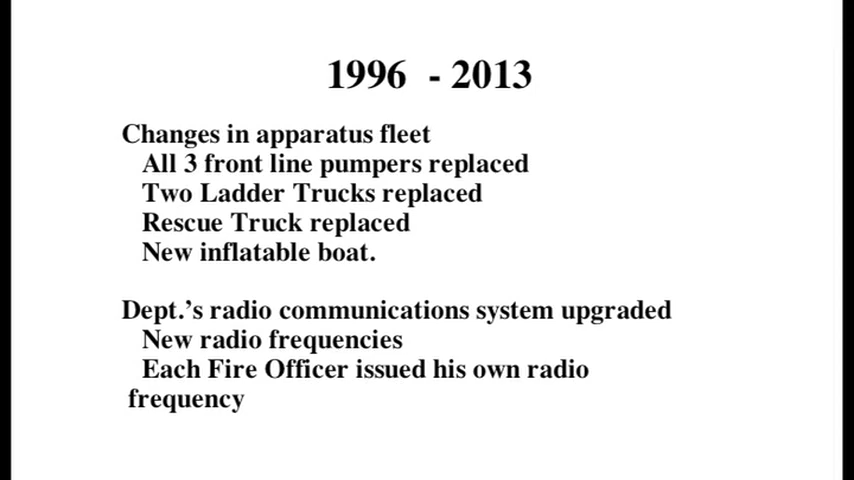 1996 - 2013
Changes in apparatus fleet
All 3 front line pumpers replaced
Two Ladder Trucks replaced
Rescue Truck replaced
New inflatable boat.
Dept.’s radio communications system upgraded
New radio frequencies
Each Fire Officer issued his own radio
frequency